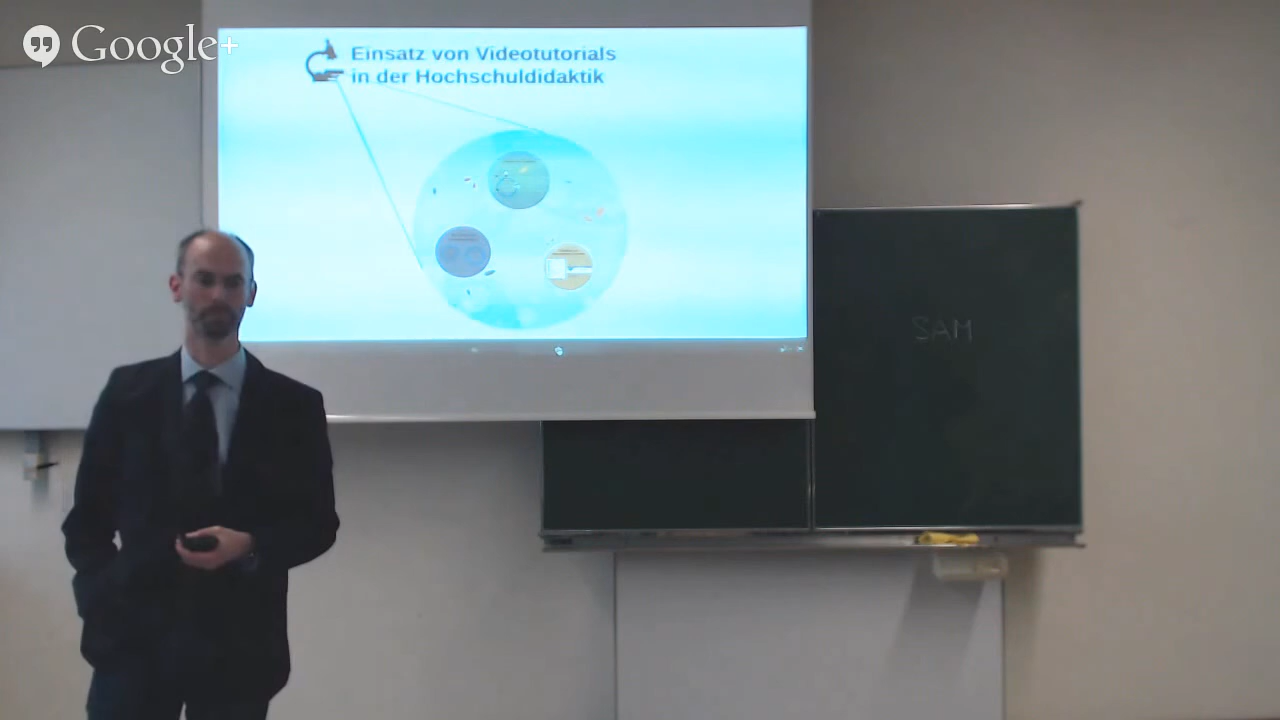 Google+
Einsatz von Videotutorials
in der Hochschuldidaktik
SAM